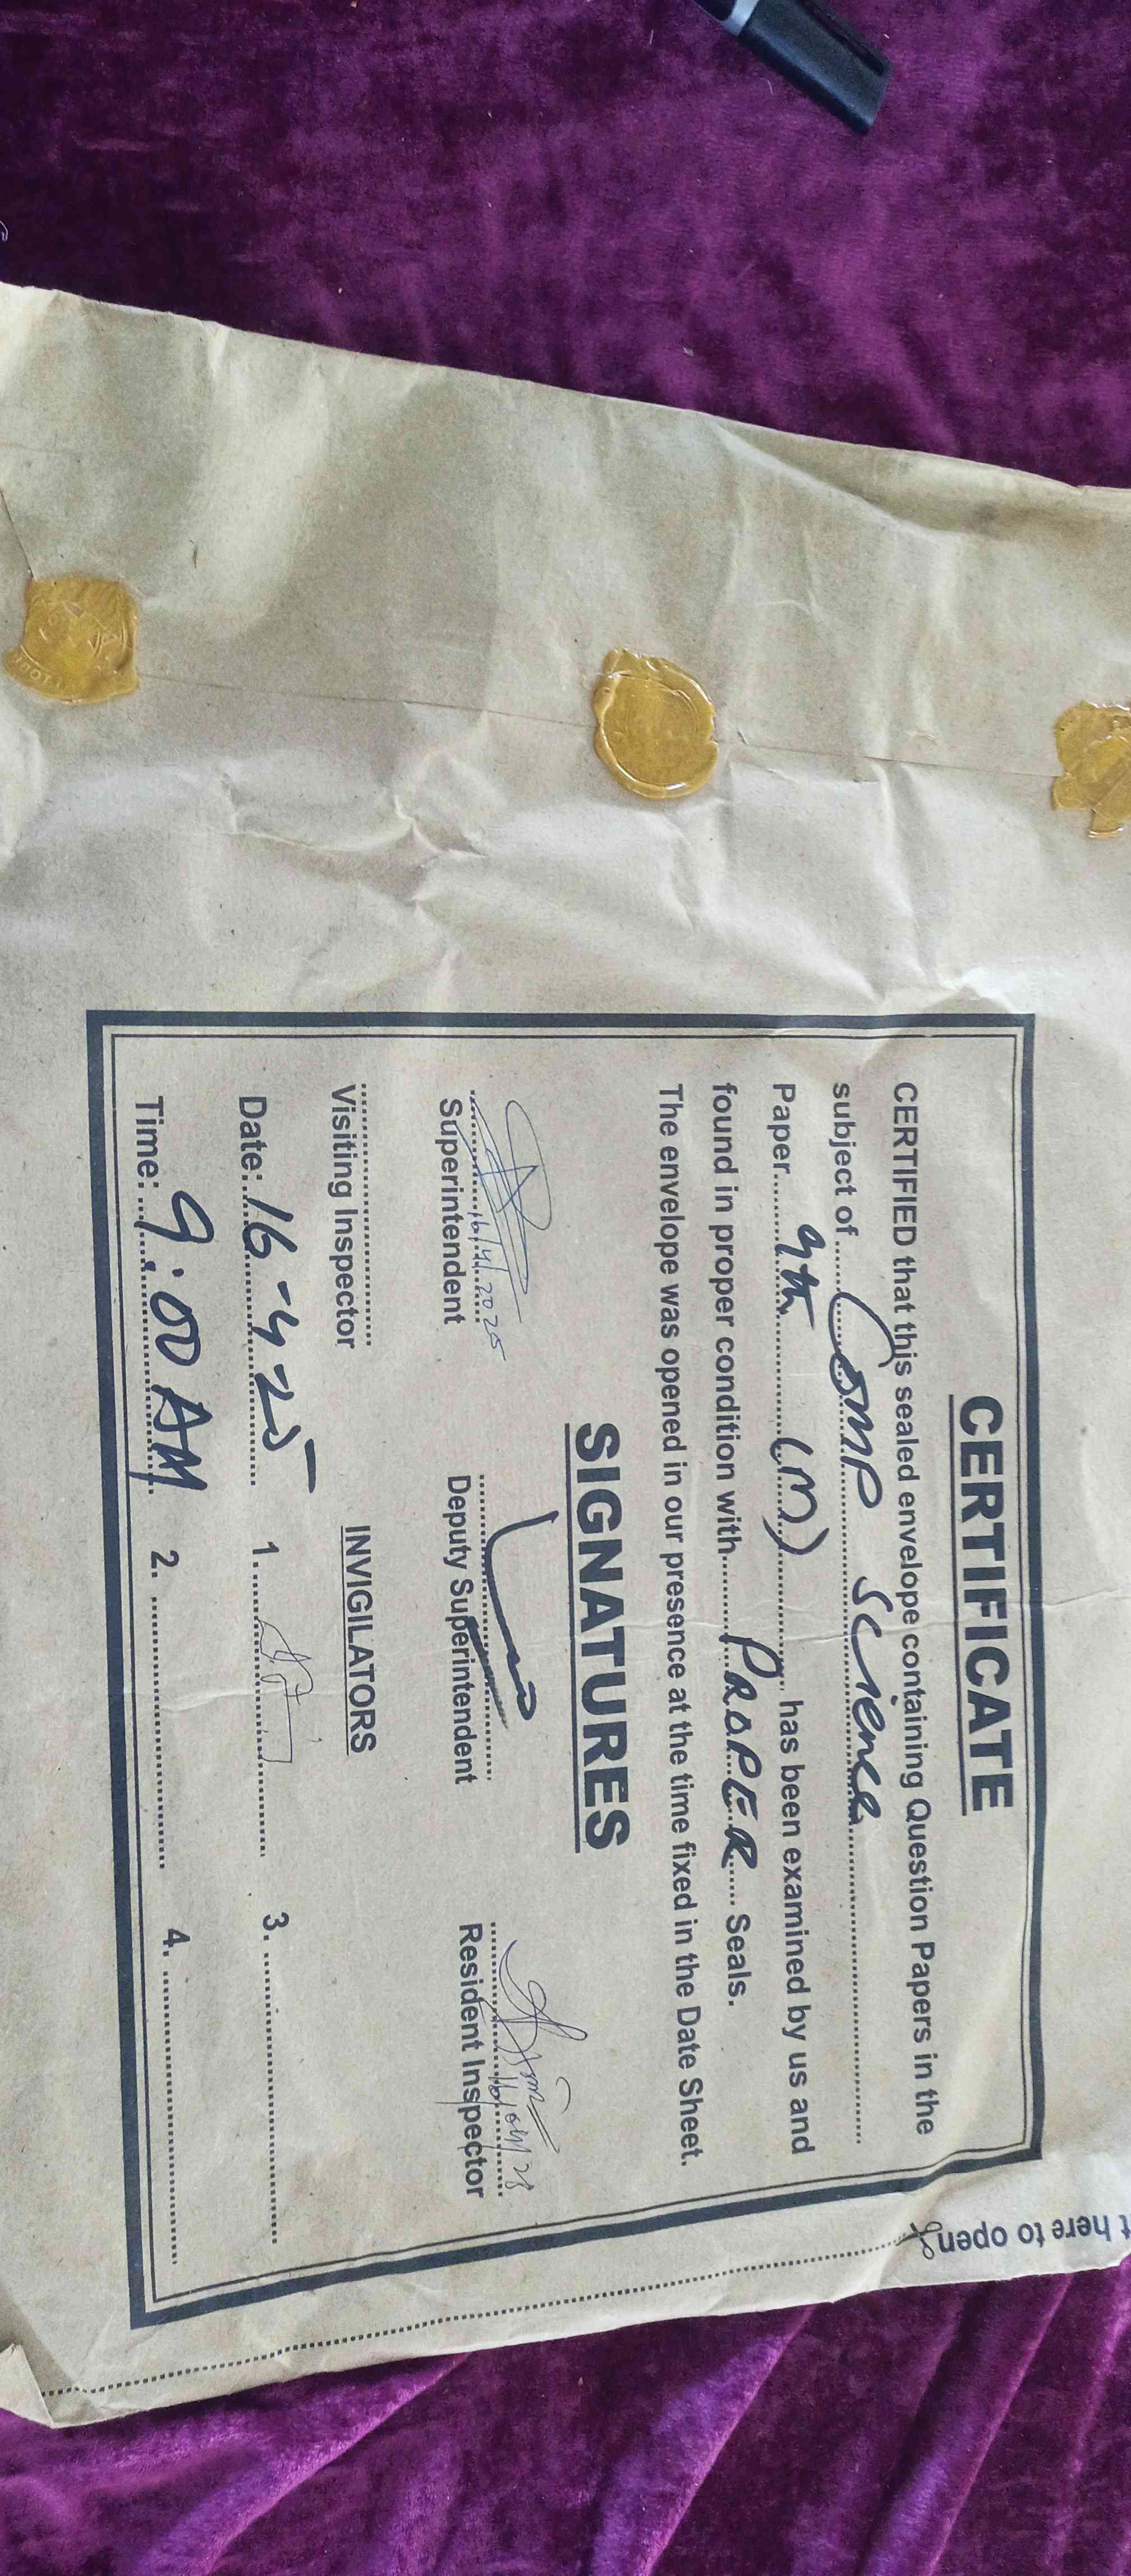 CERTIFICATE
CERTIFIED that this sealed envelope containing Question Papers in the
subject of Comp Science
Paper 9th (M) has been examined by us and
found in proper condition with PROPER Seals.
The envelope was opened in our presence at the time fixed in the Date Sheet.
SIGNATURES
16/4/2025
Superintendent Deputy Superintendent Resident Inspector
Visiting Inspector INVIGILATORS
Date: 16-4-25 1. 3.
Time: 9:00 AM 2. 4.
t here to open